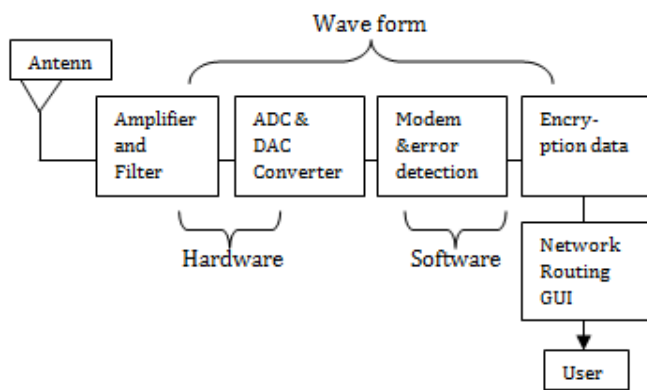 Wave form
Antenn
Amplifier
and
Filter
ADC &
DAC
Converter
Modem
&error
detection
Encry-
ption data
Hardware
Software
Network
Routing
GUI
User